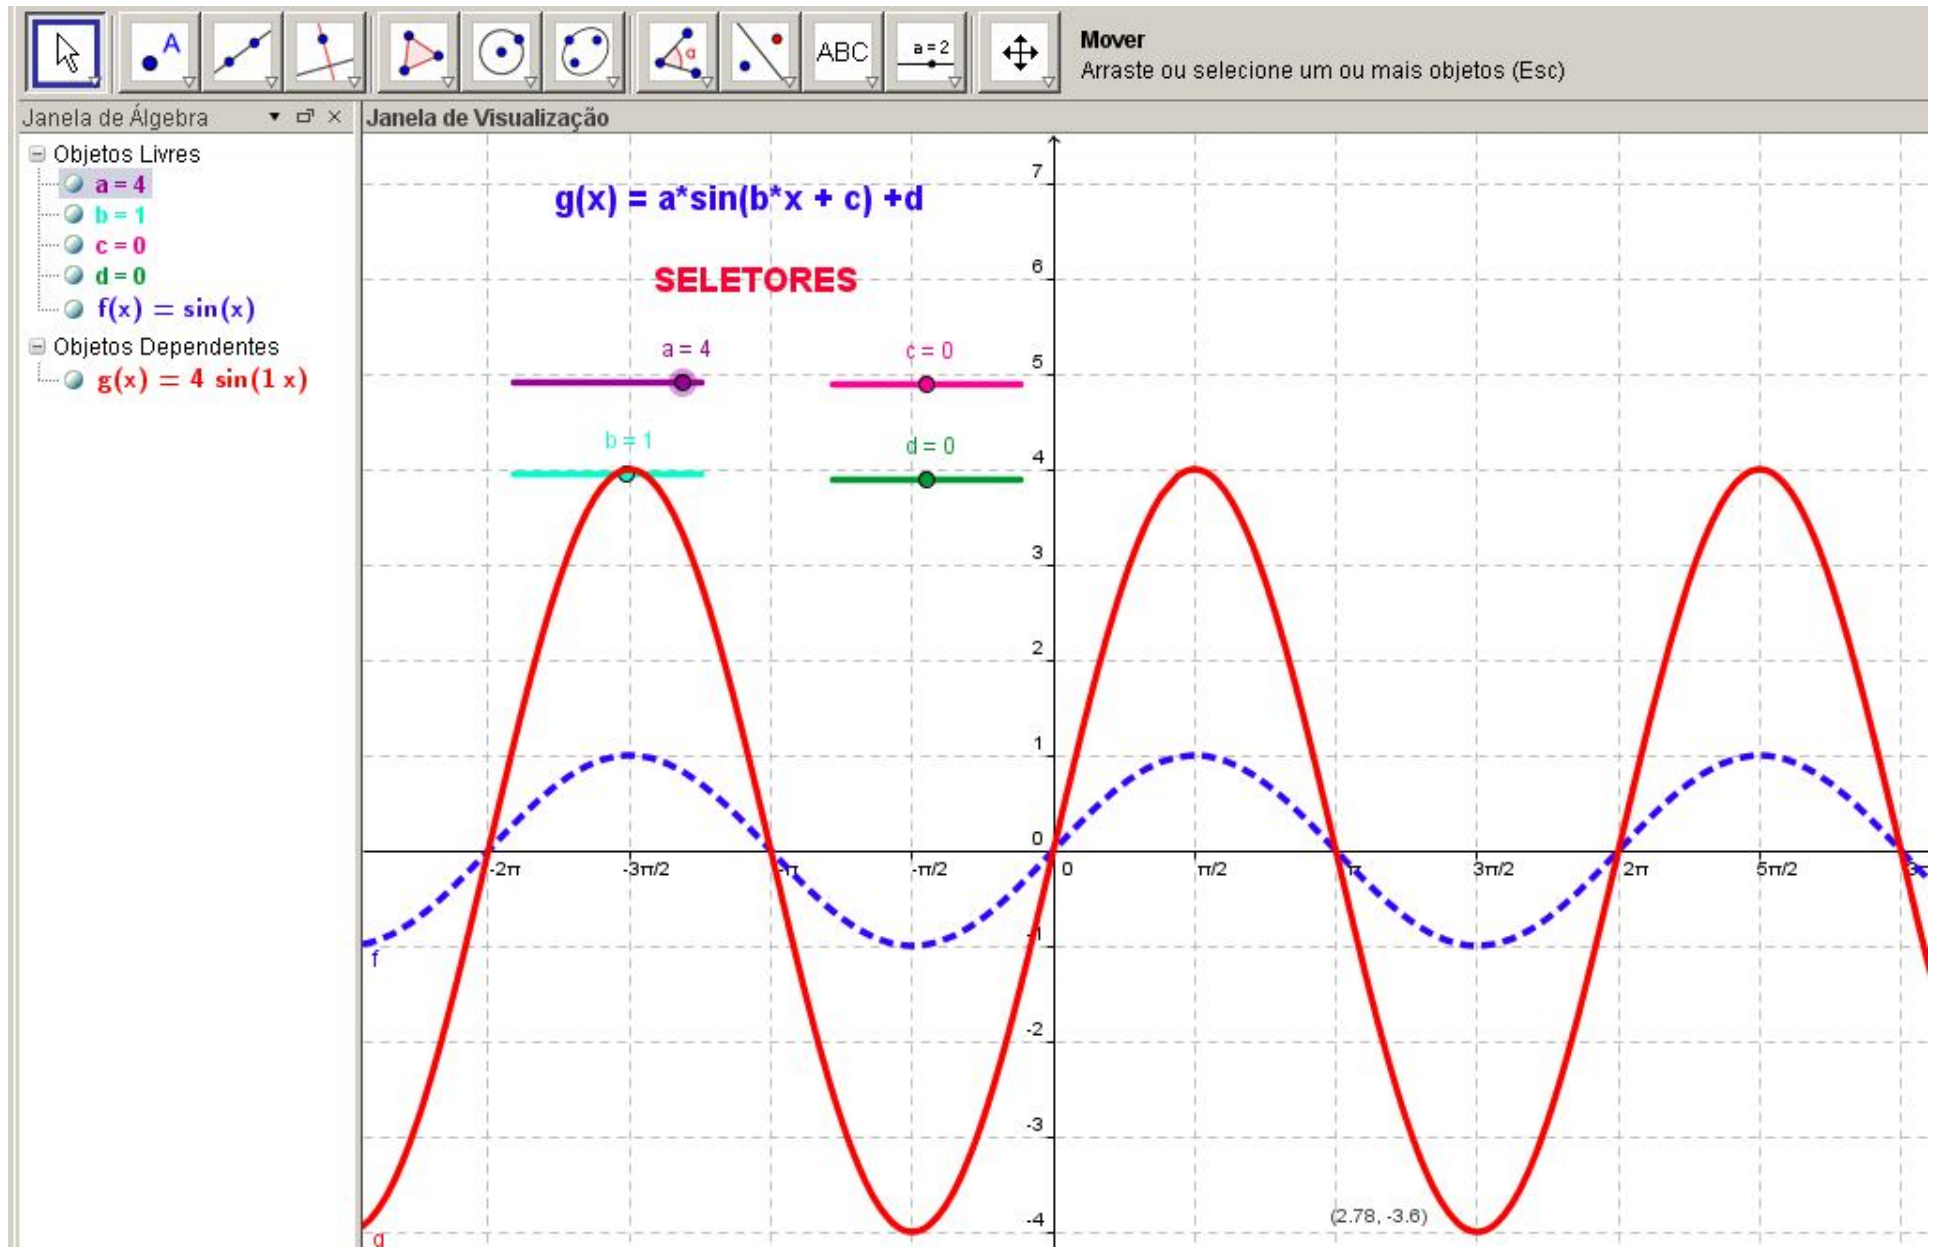 A
α
ABC
a = 2
Mover
Arraste ou selecione um ou mais objetos (Esc)
Janela de Álgebra
Janela de Visualização
Objetos Livres
a = 4
b = 1
c = 0
d = 0
f(x) = sin(x)
Objetos Dependentes
g(x) = 4 sin(1 x)
g(x) = a*sin(b*x + c) +d
SELETORES
a = 4
c = 0
b = 1
d = 0
7
6
5
4
3
2
1
0
-1
-2
-3
-4
-2π
-3π/2
-π
-π/2
0
π/2
π
3π/2
2π
5π/2
f
(2.78, -3.6)
g